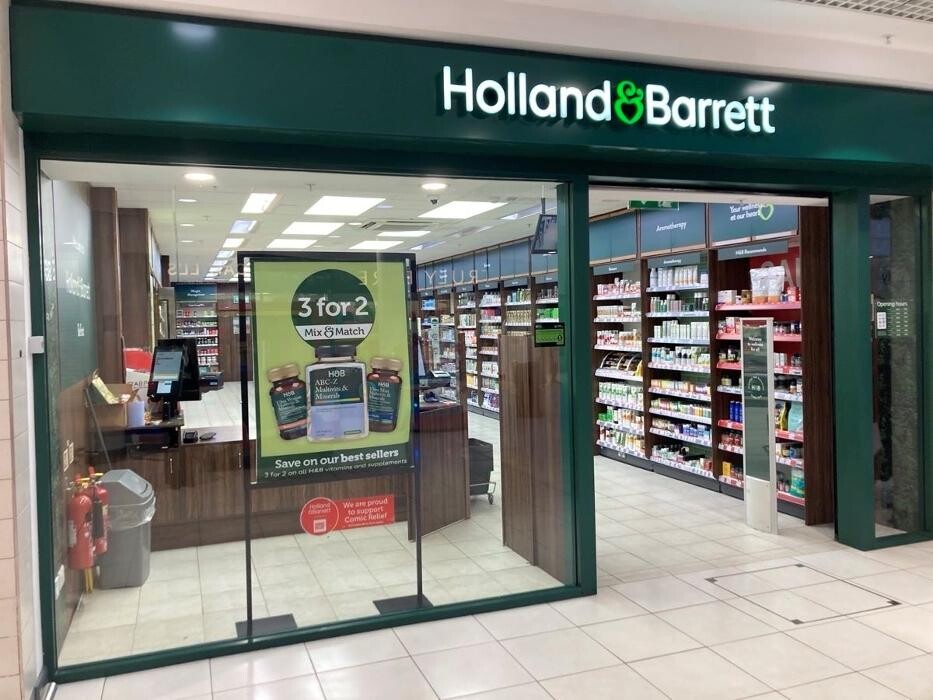 Holland&Barrett
Your wellness
at our heart
Aromatherapy
H&B Recommends
3 for 2
Mix & Match
H&B
ABC-Z
Multivits &
Minerals
H&B
H&B
Save on our best sellers
3 for 2 on all H&B vitamins and supplements
Holland
&Barrett
We are proud
to support
Comic Relief
Opening hours
Welcome